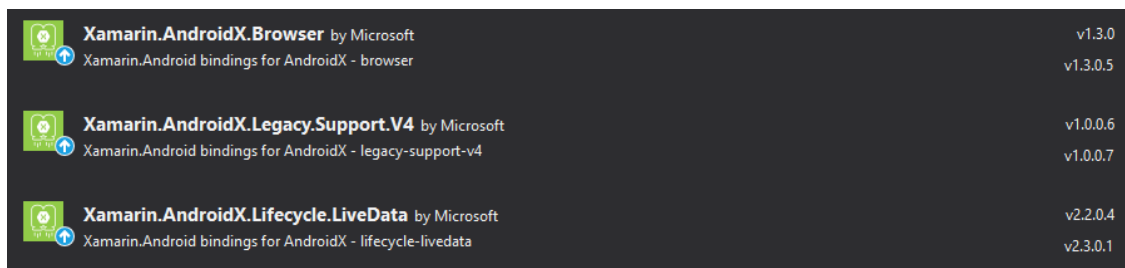 Xamarin.AndroidX.Browser by Microsoft v1.3.0
Xamarin.Android bindings for AndroidX - browser v1.3.0.5
Xamarin.AndroidX.Legacy.Support.V4 by Microsoft v1.0.0.6
Xamarin.Android bindings for AndroidX - legacy-support-v4 v1.0.0.7
Xamarin.AndroidX.Lifecycle.LiveData by Microsoft v2.2.0.4
Xamarin.Android bindings for AndroidX - lifecycle-livedata v2.3.0.1